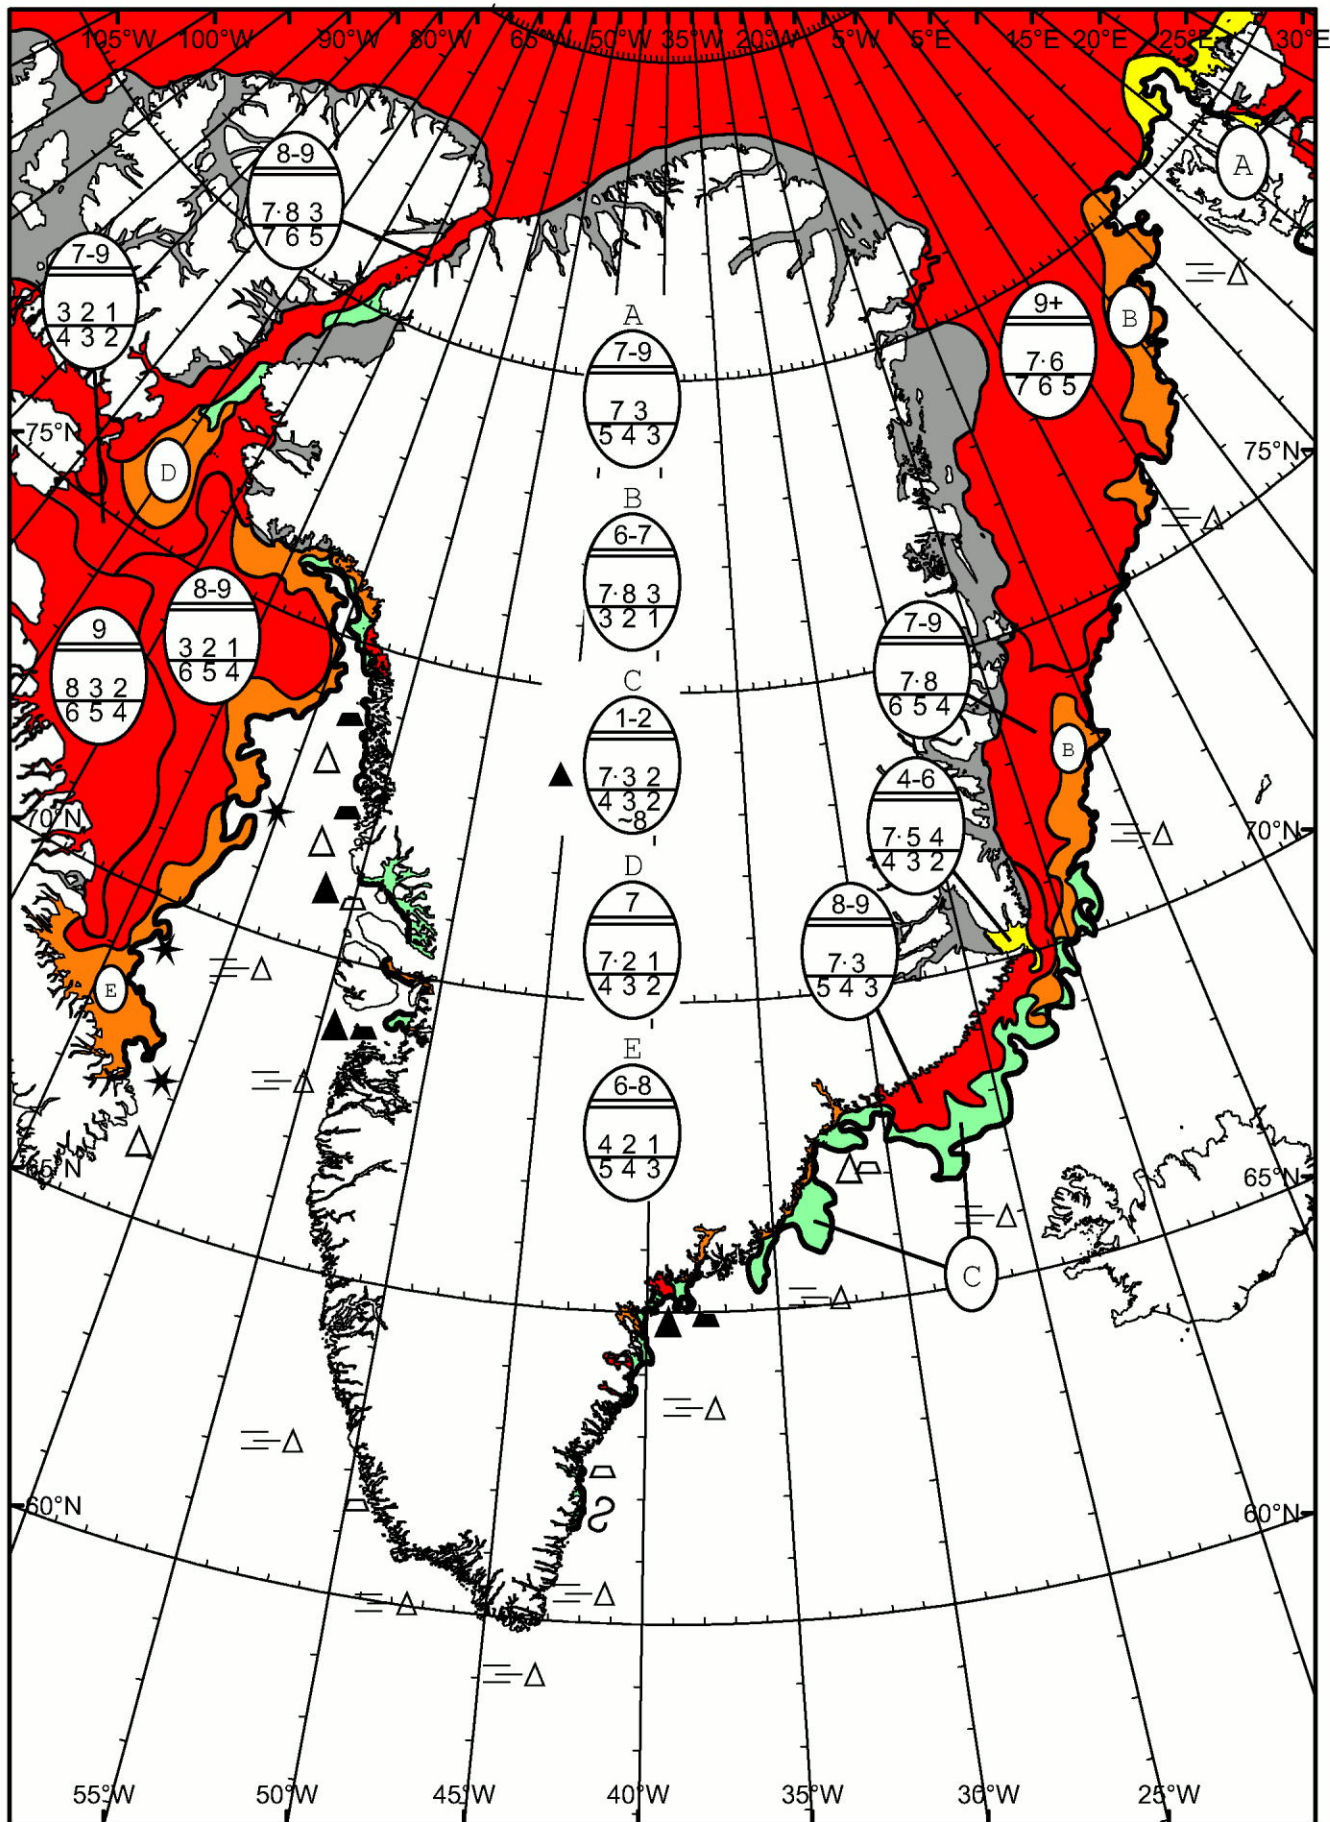 105°W 100°W 90°W 80°W 65°W 50°W 35°W 20°W 5°W 5°E 15°E 20°E 25°E 30°E
8-9
7·8 3
7 6 5
A
7-9
3 2 1
4 3 2
9+
7·6
7 6 5
B
A
7-9
7 3
5 4 3
75°N
75°N
D
B
6-7
7·8 3
3 2 1
8-9
3 2 1
6 5 4
9
8 3 2
6 5 4
7-9
7·8
6 5 4
B
C
1-2
7·3 2
4 3 2
~8
4-6
7·5 4
4 3 2
70°N
70°N
D
7
7·2 1
4 3 2
8-9
7·3
5 4 3
E
E
6-8
4 2 1
5 4 3
65°N
65°N
C
60°N
60°N
55°W 50°W 45°W 40°W 35°W 30°W 25°W